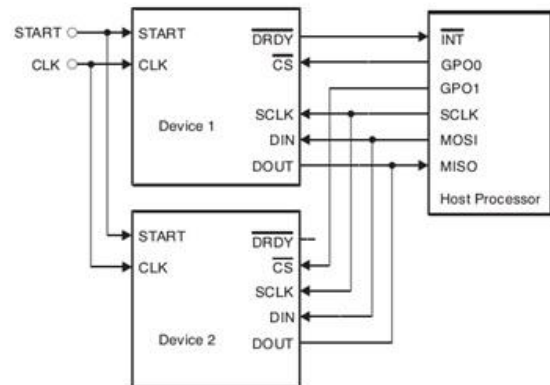 START
CLK
START
CLK
DRDY
CS
SCLK
DIN
DOUT
Device 1
INT
GPO0
GPO1
SCLK
MOSI
MISO
Host Processor
START
CLK
DRDY
CS
SCLK
DIN
DOUT
Device 2